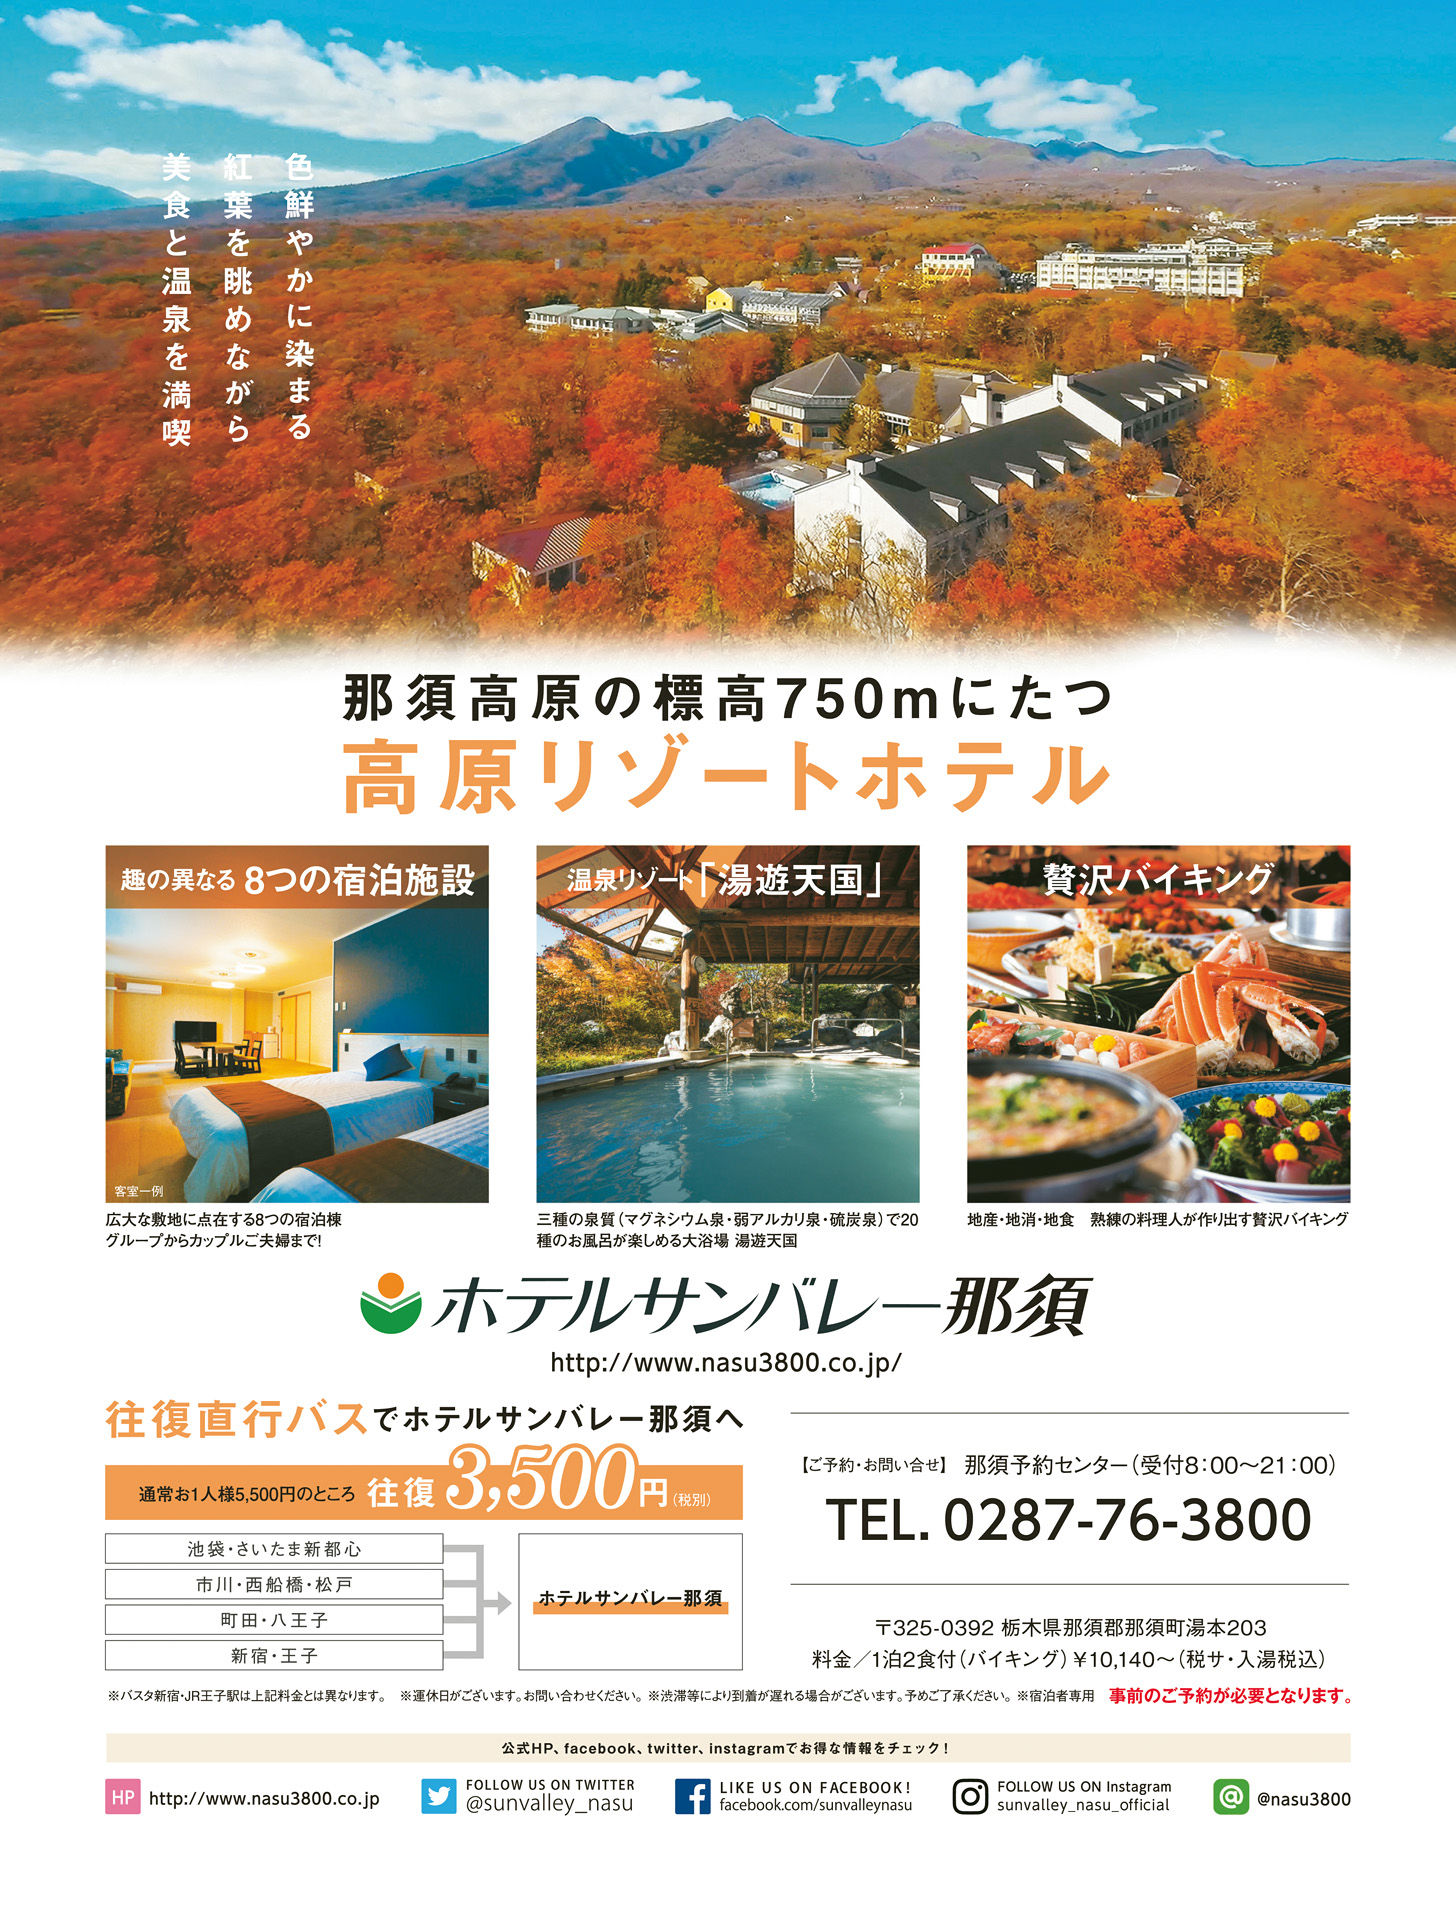 色鮮やかに染まる
紅葉を眺めながら
美食と温泉を満喫
那須高原の標高750mにたつ
高原リゾートホテル
趣の異なる 8つの宿泊施設
客室一例
広大な敷地に点在する8つの宿泊棟
グループからカップルご夫婦まで!
温泉リゾート「湯遊天国」
三種の泉質（マグネシウム泉・弱アルカリ泉・硫炭泉）で20
種のお風呂が楽しめる大浴場 湯遊天国
贅沢バイキング
地産・地消・地食　熟練の料理人が作り出す贅沢バイキング
ホテルサンバレー那須
http://www.nasu3800.co.jp/
往復直行バスでホテルサンバレー那須へ
通常お1人様5,500円のところ 往復3,500円（税別）
池袋・さいたま新都心
市川・西船橋・松戸
町田・八王子
新宿・王子
ホテルサンバレー那須
【ご予約・お問い合せ】 那須予約センター（受付8：00〜21：00）
TEL. 0287-76-3800
〒325-0392 栃木県那須郡那須町湯本203
料金／1泊2食付（バイキング）￥10,140〜（税サ・入湯税込）
※バスタ新宿・JR王子駅は上記料金とは異なります。 ※運休日がございます。お問い合わせください。 ※渋滞等により到着が遅れる場合がございます。予めご了承ください。 ※宿泊者専用 事前のご予約が必要となります。
公式HP、facebook、twitter、instagramでお得な情報をチェック！
HP http://www.nasu3800.co.jp
FOLLOW US ON TWITTER
@sunvalley_nasu
LIKE US ON FACEBOOK!
facebook.com/sunvalleynasu
FOLLOW US ON Instagram
sunvalley_nasu_official
@nasu3800